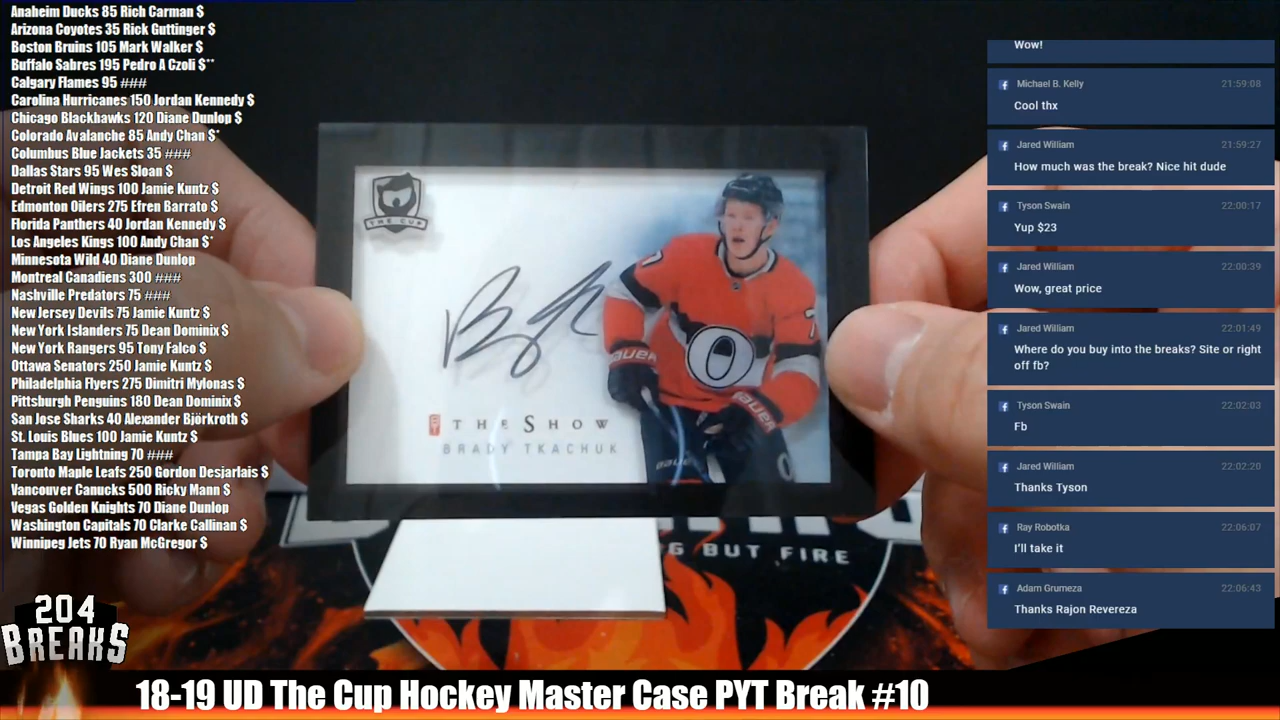 Anaheim Ducks 85 Rich Carman $
Arizona Coyotes 35 Rick Guttinger $
Boston Bruins 105 Mark Walker $
Buffalo Sabres 195 Pedro A Czoli $**
Calgary Flames 95 ###
Carolina Hurricanes 150 Jordan Kennedy $
Chicago Blackhawks 120 Diane Dunlop $
Colorado Avalanche 85 Andy Chan $*
Columbus Blue Jackets 35 ###
Dallas Stars 95 Wes Sloan $
Detroit Red Wings 100 Jamie Kuntz $
Edmonton Oilers 275 Efren Barrato $
Florida Panthers 40 Jordan Kennedy $
Los Angeles Kings 100 Andy Chan $*
Minnesota Wild 40 Diane Dunlop
Montreal Canadiens 300 ###
Nashville Predators 75 ###
New Jersey Devils 75 Jamie Kuntz $
New York Islanders 75 Dean Dominix $
New York Rangers 95 Tony Falco $
Ottawa Senators 250 Jamie Kuntz $
Philadelphia Flyers 275 Dimitri Mylonas $
Pittsburgh Penguins 180 Dean Dominix $
San Jose Sharks 40 Alexander Björkroth $
St. Louis Blues 100 Jamie Kuntz $
Tampa Bay Lightning 70 ###
Toronto Maple Leafs 250 Gordon Desjarlais $
Vancouver Canucks 500 Ricky Mann $
Vegas Golden Knights 70 Diane Dunlop
Washington Capitals 70 Clarke Callinan $
Winnipeg Jets 70 Ryan McGregor $
204
BREAKS
THE CUP
THE SHOW
BRADY TKACHUK
7
7
BAUER
BAUER
BAUER
G BUT FIRE
Wow!
Michael B. Kelly 21:59:08
Cool thx
Jared William 21:59:27
How much was the break? Nice hit dude
Tyson Swain 22:00:17
Yup $23
Jared William 22:00:39
Wow, great price
Jared William 22:01:49
Where do you buy into the breaks? Site or right
off fb?
Tyson Swain 22:02:03
Fb
Jared William 22:02:20
Thanks Tyson
Ray Robotka 22:06:07
I'll take it
Adam Grumeza 22:06:43
Thanks Rajon Revereza
18-19 UD The Cup Hockey Master Case PYT Break #10